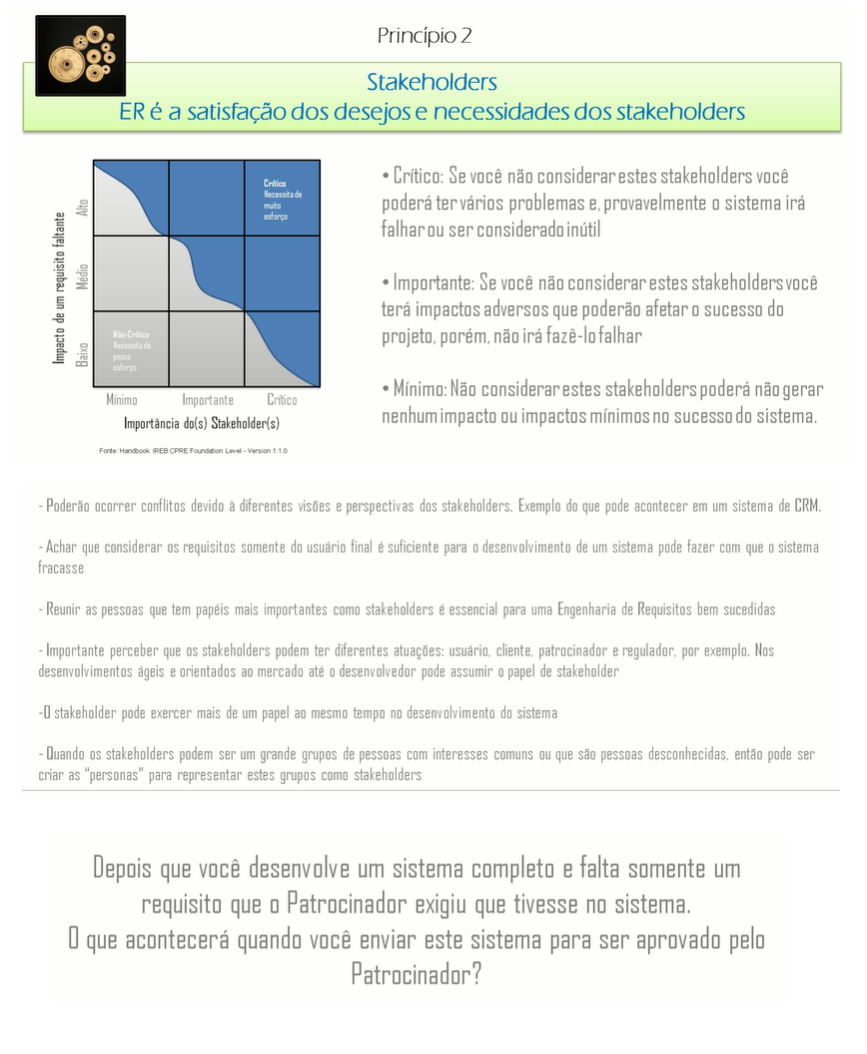 Princípio 2
Stakeholders
ER é a satisfação dos desejos e necessidades dos stakeholders
Impacto de um requisito faltante
Alto
Médio
Baixo
Crítico
Necessita de
muito
esforço
Não-Crítico
Necessita de
pouco
esforço
Mínimo Importante Crítico
Importância do(s) Stakeholder(s)
Fonte: Handbook IREB CPRE Foundation Level - Version 1.1.0
• Crítico: Se você não considerar estes stakeholders você
poderá ter vários problemas e, provavelmente o sistema irá
falhar ou ser considerado inútil
• Importante: Se você não considerar estes stakeholders você
terá impactos adversos que poderão afetar o sucesso do
projeto, porém, não irá fazê-lo falhar
• Mínimo: Não considerar estes stakeholders poderá não gerar
nenhum impacto ou impactos mínimos no sucesso do sistema.
- Poderão ocorrer conflitos devido à diferentes visões e perspectivas dos stakeholders. Exemplo do que pode acontecer em um sistema de CRM.
- Achar que considerar os requisitos somente do usuário final é suficiente para o desenvolvimento de um sistema pode fazer com que o sistema
fracasse
- Reunir as pessoas que tem papéis mais importantes como stakeholders é essencial para uma Engenharia de Requisitos bem sucedidas
- Importante perceber que os stakeholders podem ter diferentes atuações: usuário, cliente, patrocinador e regulador, por exemplo. Nos
desenvolvimentos ágeis e orientados ao mercado até o desenvolvedor pode assumir o papel de stakeholder
-O stakeholder pode exercer mais de um papel ao mesmo tempo no desenvolvimento do sistema
- Quando os stakeholders podem ser um grande grupos de pessoas com interesses comuns ou que são pessoas desconhecidas, então pode ser
criar as “personas” para representar estes grupos como stakeholders
Depois que você desenvolve um sistema completo e falta somente um
requisito que o Patrocinador exigiu que tivesse no sistema.
O que acontecerá quando você enviar este sistema para ser aprovado pelo
Patrocinador?